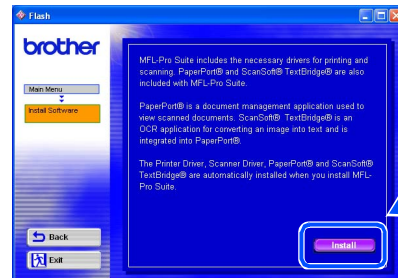 Flash
brother
Main Menu
Install Software
MFL-Pro Suite includes the necessary drivers for printing and
scanning. PaperPort® and ScanSoft® TextBridge® are also
included with MFL-Pro Suite.
PaperPort® is a document management application used to
view scanned documents. ScanSoft® TextBridge® is an
OCR application for converting an image into text and is
integrated into PaperPort®.
The Printer Driver, Scanner Driver, PaperPort® and ScanSoft®
TextBridge® are automatically installed when you install MFL-
Pro Suite.
Back
Install
Exit